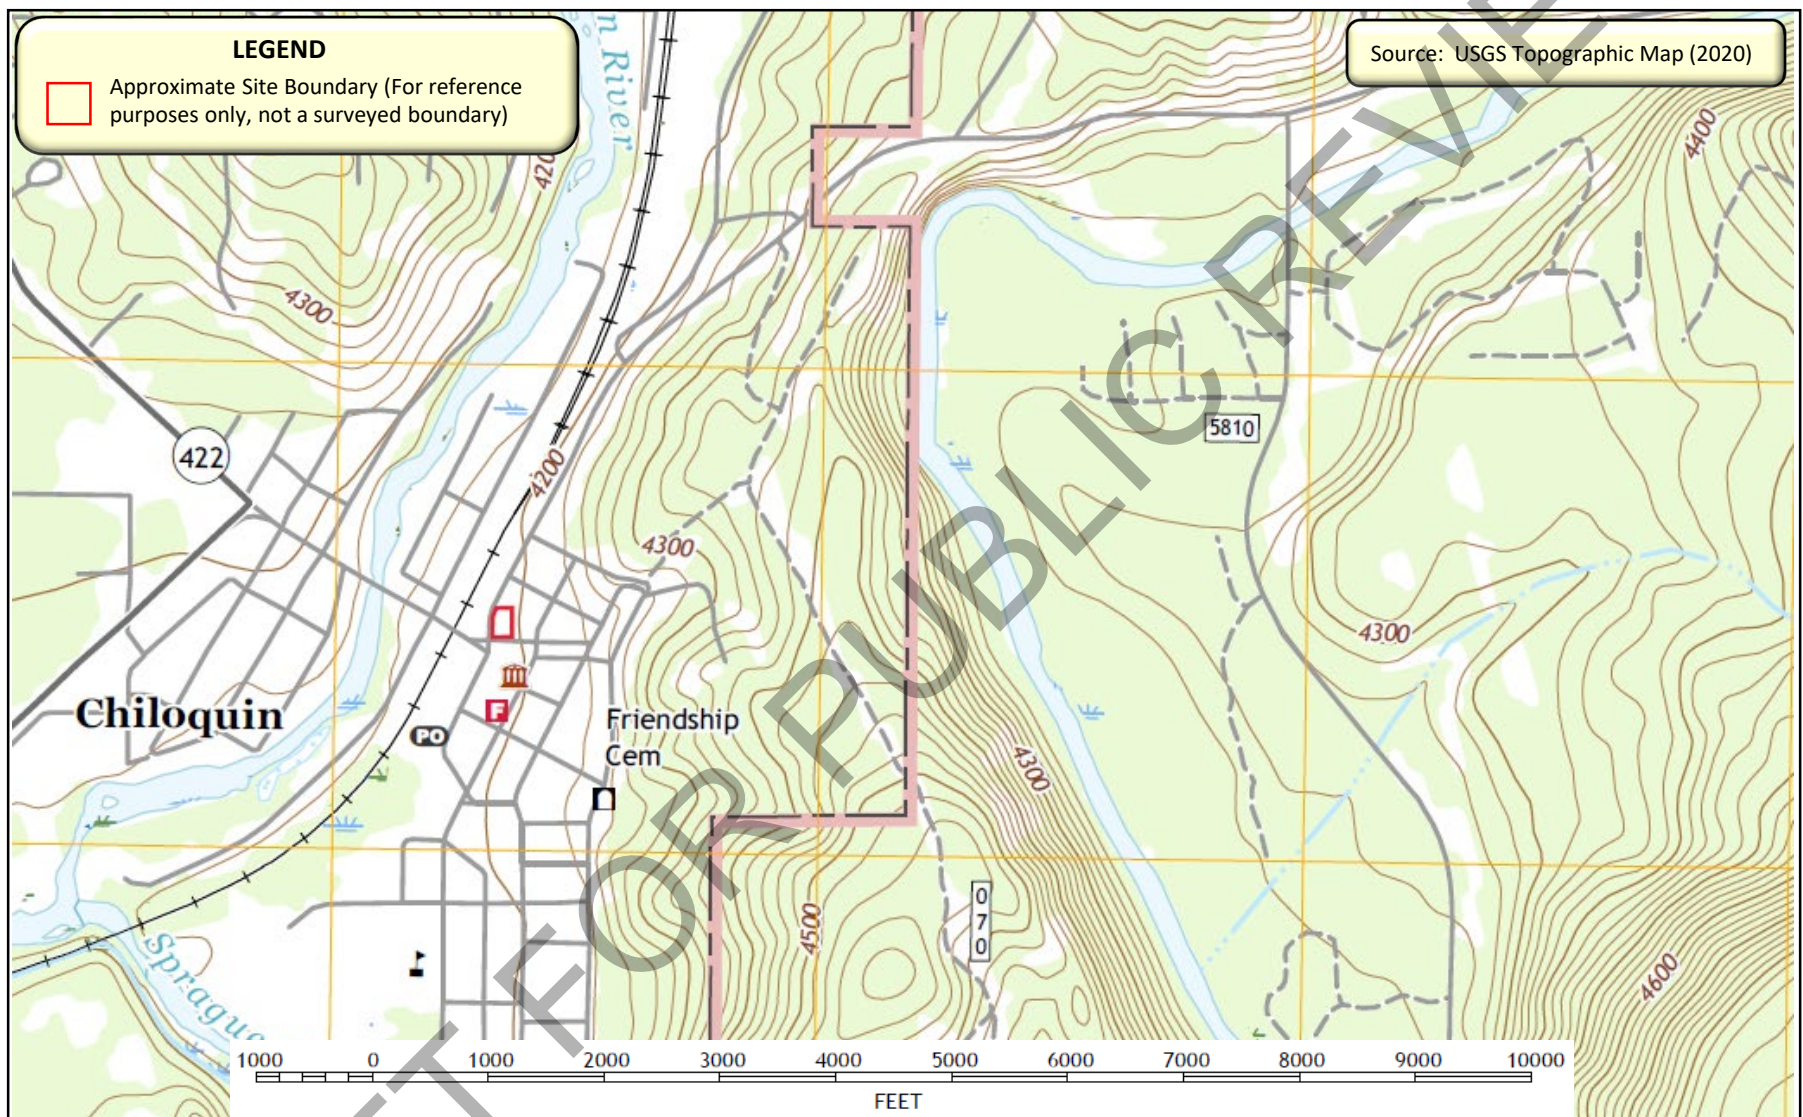 LEGEND
Approximate Site Boundary (For reference
purposes only, not a surveyed boundary)
Source: USGS Topographic Map (2020)
n River
420
4400
4300
422
4200
5810
4300
4300
Chiloquin
F
PO
Friendship
Cem
4300
0
7
0
4500
4600
Sprague
1000 0 1000 2000 3000 4000 5000 6000 7000 8000 9000 10000
FEET
T FOR PUBLIC REVIE